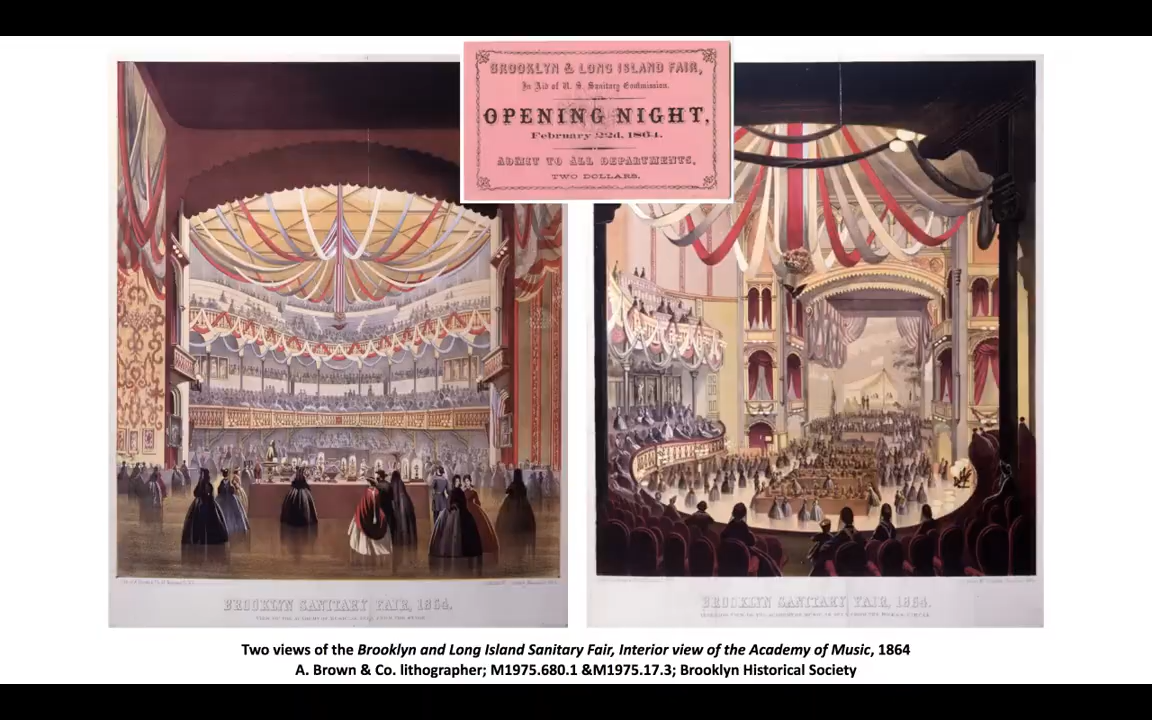 BROOKLYN & LONG ISLAND FAIR,
In Aid of U. S. Sanitary Commission.
OPENING NIGHT,
February 22d, 1864.
ADMIT TO ALL DEPARTMENTS,
TWO DOLLARS.
BROOKLYN SANITARY FAIR, 1864.
BROOKLYN SANITARY FAIR, 1864.
Two views of the Brooklyn and Long Island Sanitary Fair, Interior view of the Academy of Music, 1864
A. Brown & Co. lithographer; M1975.680.1 &M1975.17.3; Brooklyn Historical Society